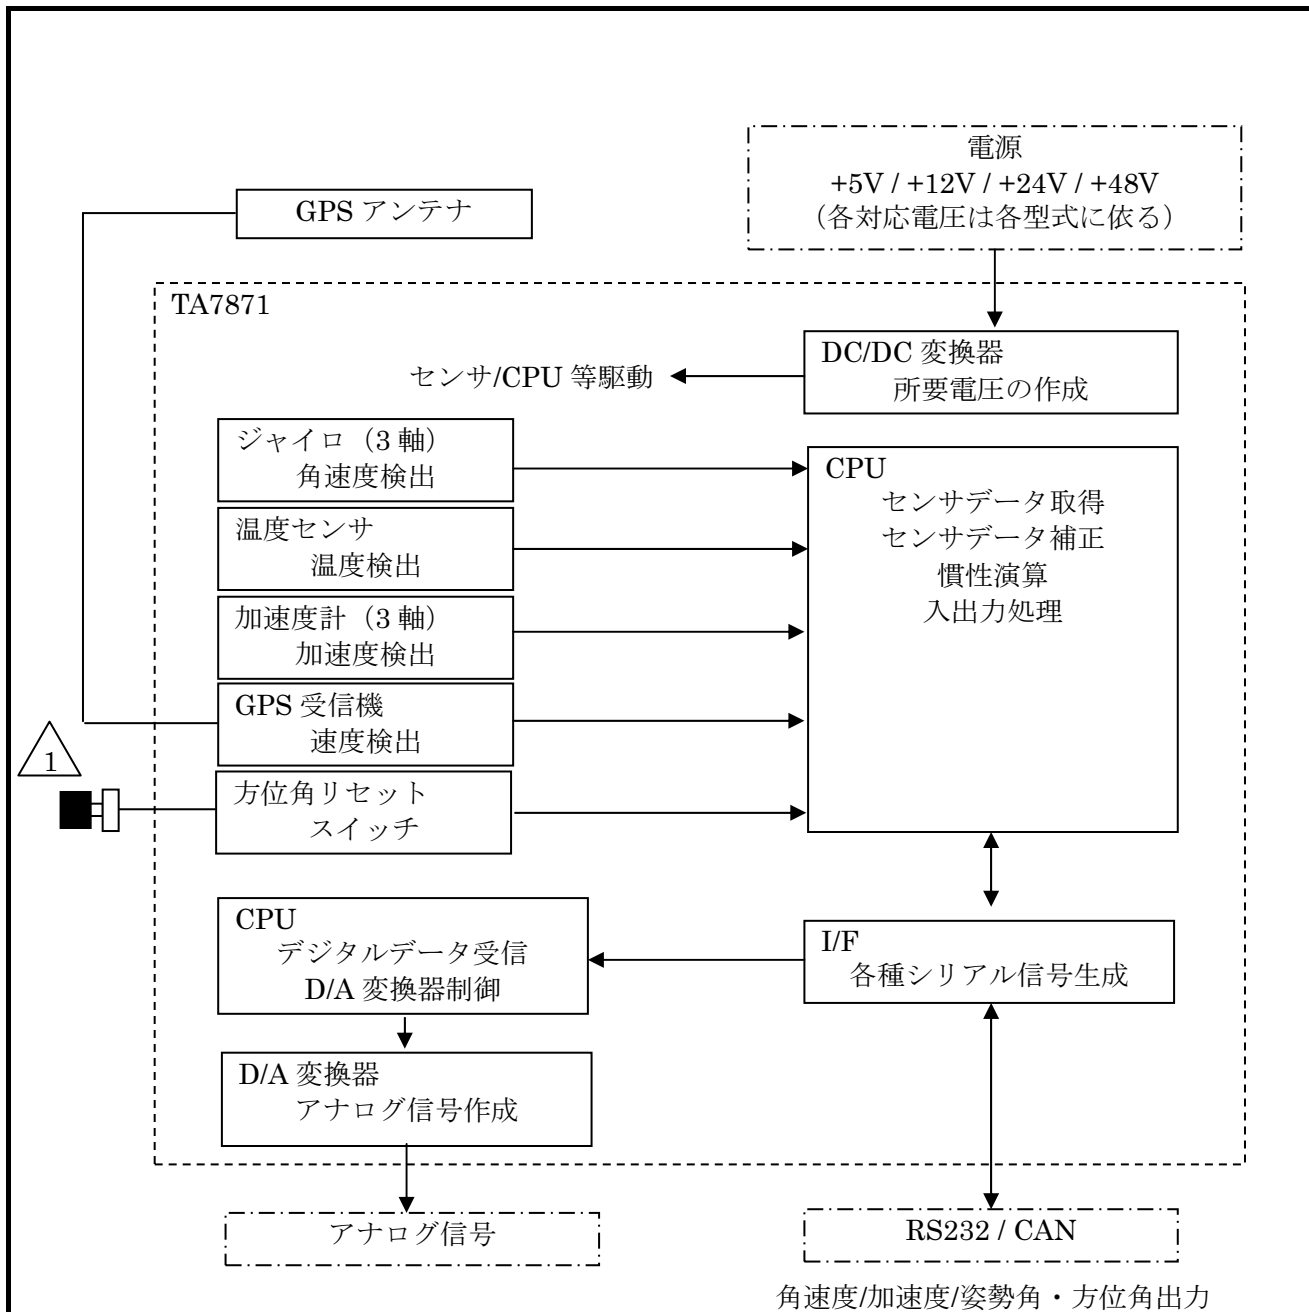 電源
+5V / +12V / +24V / +48V
（各対応電圧は各型式に依る）
GPS アンテナ
TA7871
DC/DC 変換器
所要電圧の作成
センサ/CPU 等駆動
ジャイロ（3 軸）
角速度検出
温度センサ
温度検出
加速度計（3 軸）
加速度検出
GPS 受信機
速度検出
1
方位角リセット
スイッチ
CPU
センサデータ取得
センサデータ補正
慣性演算
入出力処理
CPU
デジタルデータ受信
D/A 変換器制御
I/F
各種シリアル信号生成
D/A 変換器
アナログ信号作成
アナログ信号
RS232 / CAN
角速度/加速度/姿勢角・方位角出力